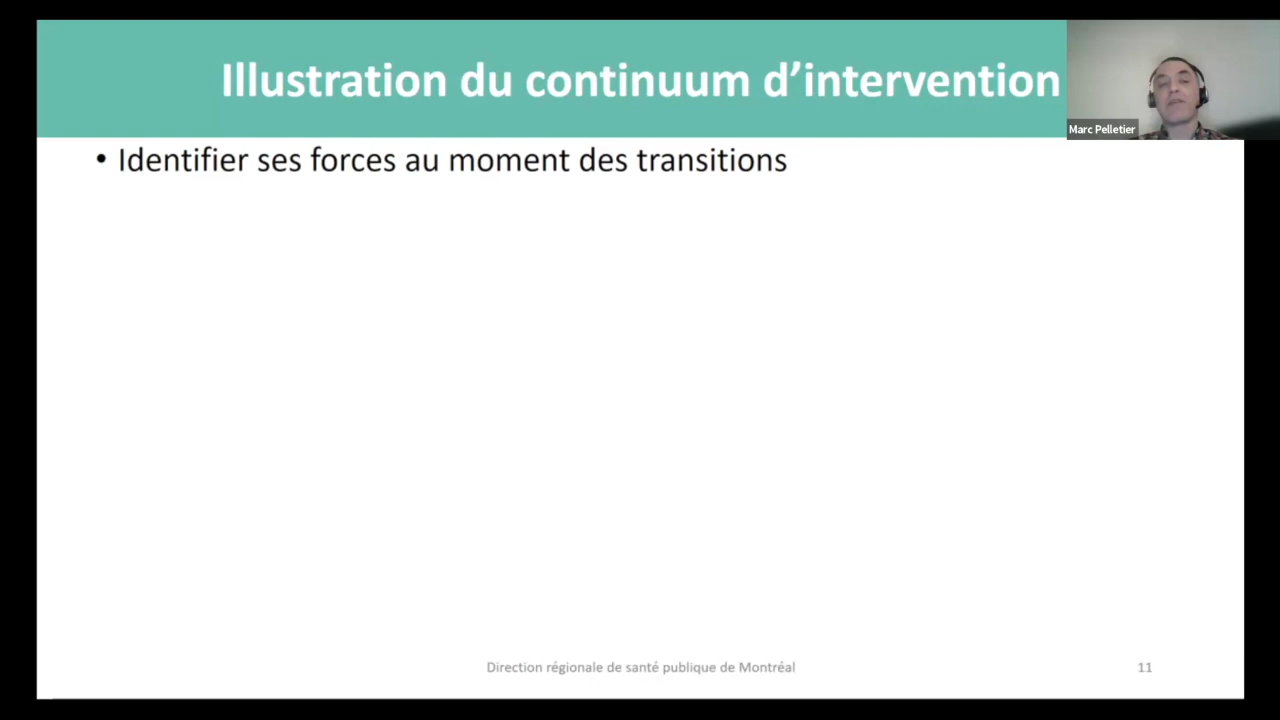 Illustration du continuum d’intervention
Marc Pelletier
• Identifier ses forces au moment des transitions
Direction régionale de santé publique de Montréal
11